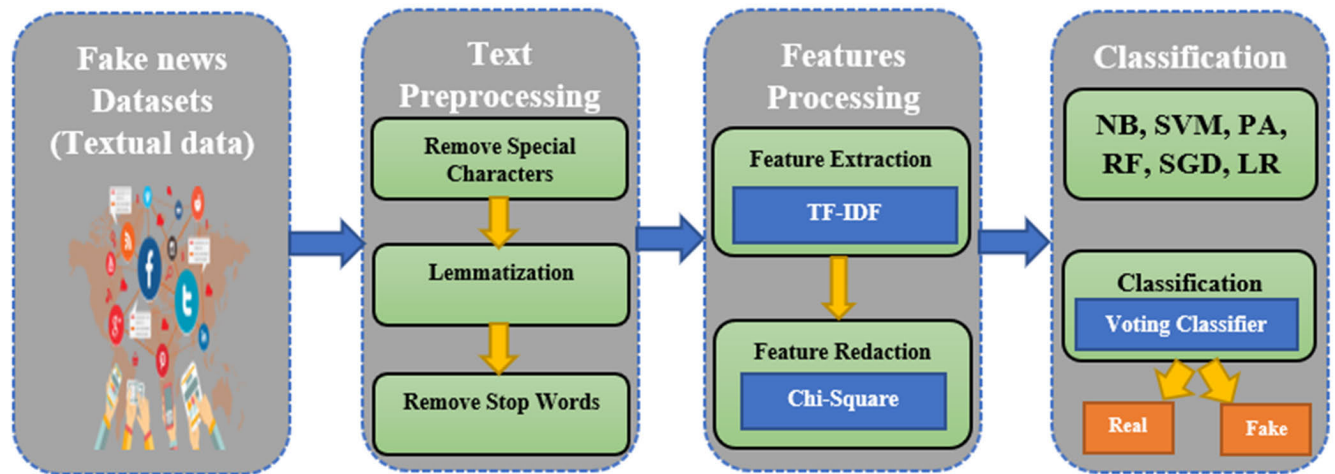 Fake news
Datasets
(Textual data)
Text
Preprocessing
Remove Special
Characters
Lemmatization
Remove Stop Words
Features
Processing
Feature Extraction
TF-IDF
Feature Redaction
Chi-Square
Classification
NB, SVM, PA,
RF, SGD, LR
Classification
Voting Classifier
Real
Fake